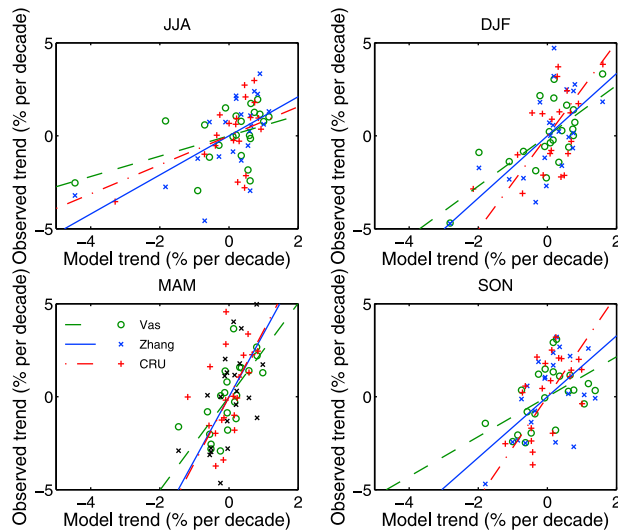 JJA
DJF
Observed trend (% per decade)
5
0
−5
−4
−2
0
2
Model trend (% per decade)
Observed trend (% per decade)
5
0
−5
−4
−2
0
2
Model trend (% per decade)
MAM
SON
Observed trend (% per decade)
5
0
−5
−4
−2
0
2
Model trend (% per decade)
Vas
Zhang
CRU
Observed trend (% per decade)
5
0
−5
−4
−2
0
2
Model trend (% per decade)